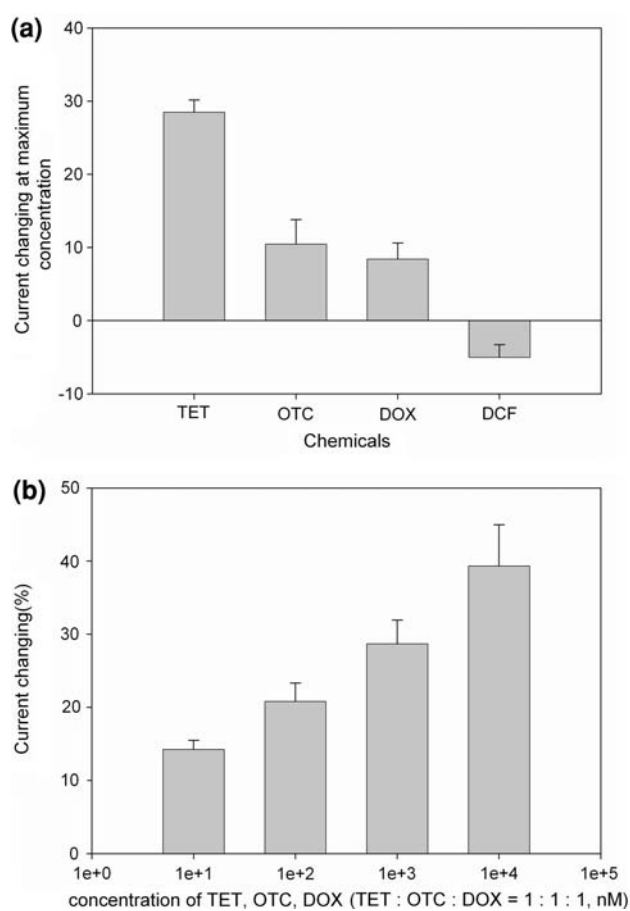 (a)
Current changing at maximum
concentration
40
30
20
10
0
-10
TET OTC DOX DCF
Chemicals
(b)
Current changing(%)
50
40
30
20
10
0
1e+0 1e+1 1e+2 1e+3 1e+4 1e+5
concentration of TET, OTC, DOX (TET : OTC : DOX = 1 : 1 : 1, nM)